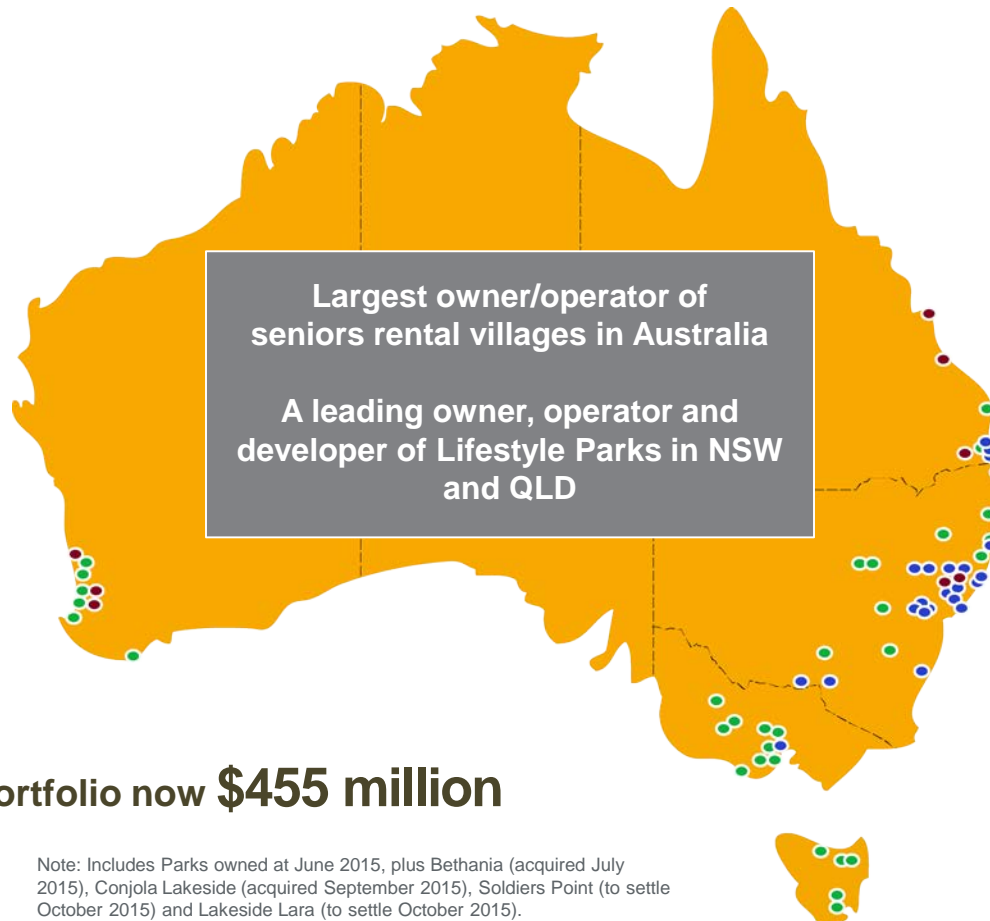 Largest owner/operator of
seniors rental villages in Australia
A leading owner, operator and
developer of Lifestyle Parks in NSW
and QLD
ortfolio now $455 million
Note: Includes Parks owned at June 2015, plus Bethania (acquired July
2015), Conjola Lakeside (acquired September 2015), Soldiers Point (to settle
October 2015) and Lakeside Lara (to settle October 2015).